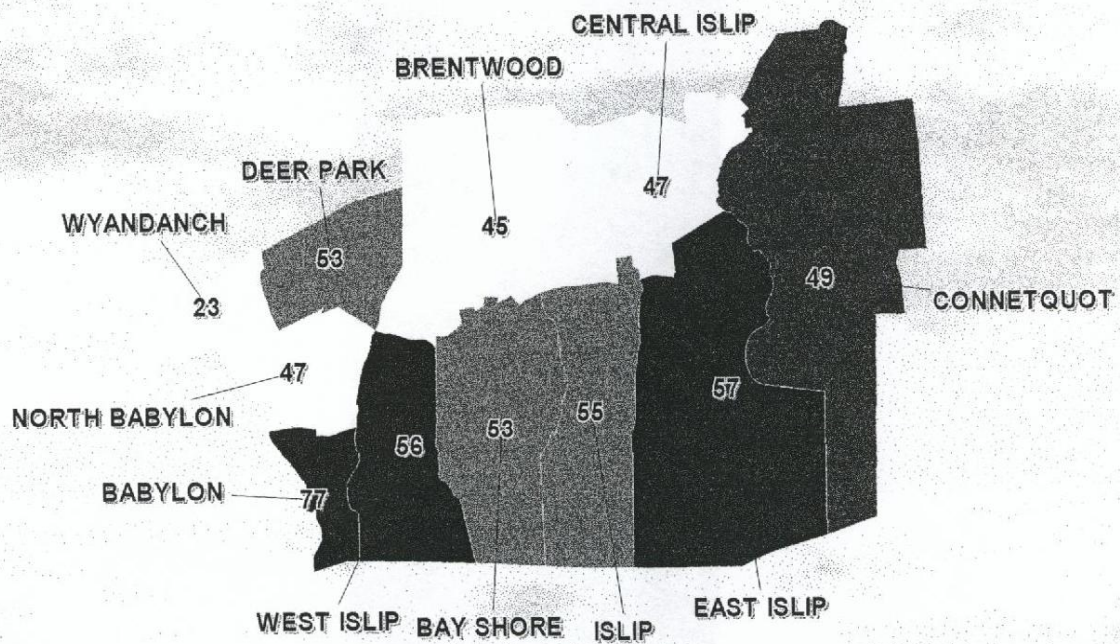 CENTRAL ISLIP
BRENTWOOD
DEER PARK
47
WYANDANCH
45
53
23
49
CONNETQUOT
47
57
NORTH BABYLON
55
53
56
BABYLON
77
EAST ISLIP
WEST ISLIP
BAY SHORE
ISLIP